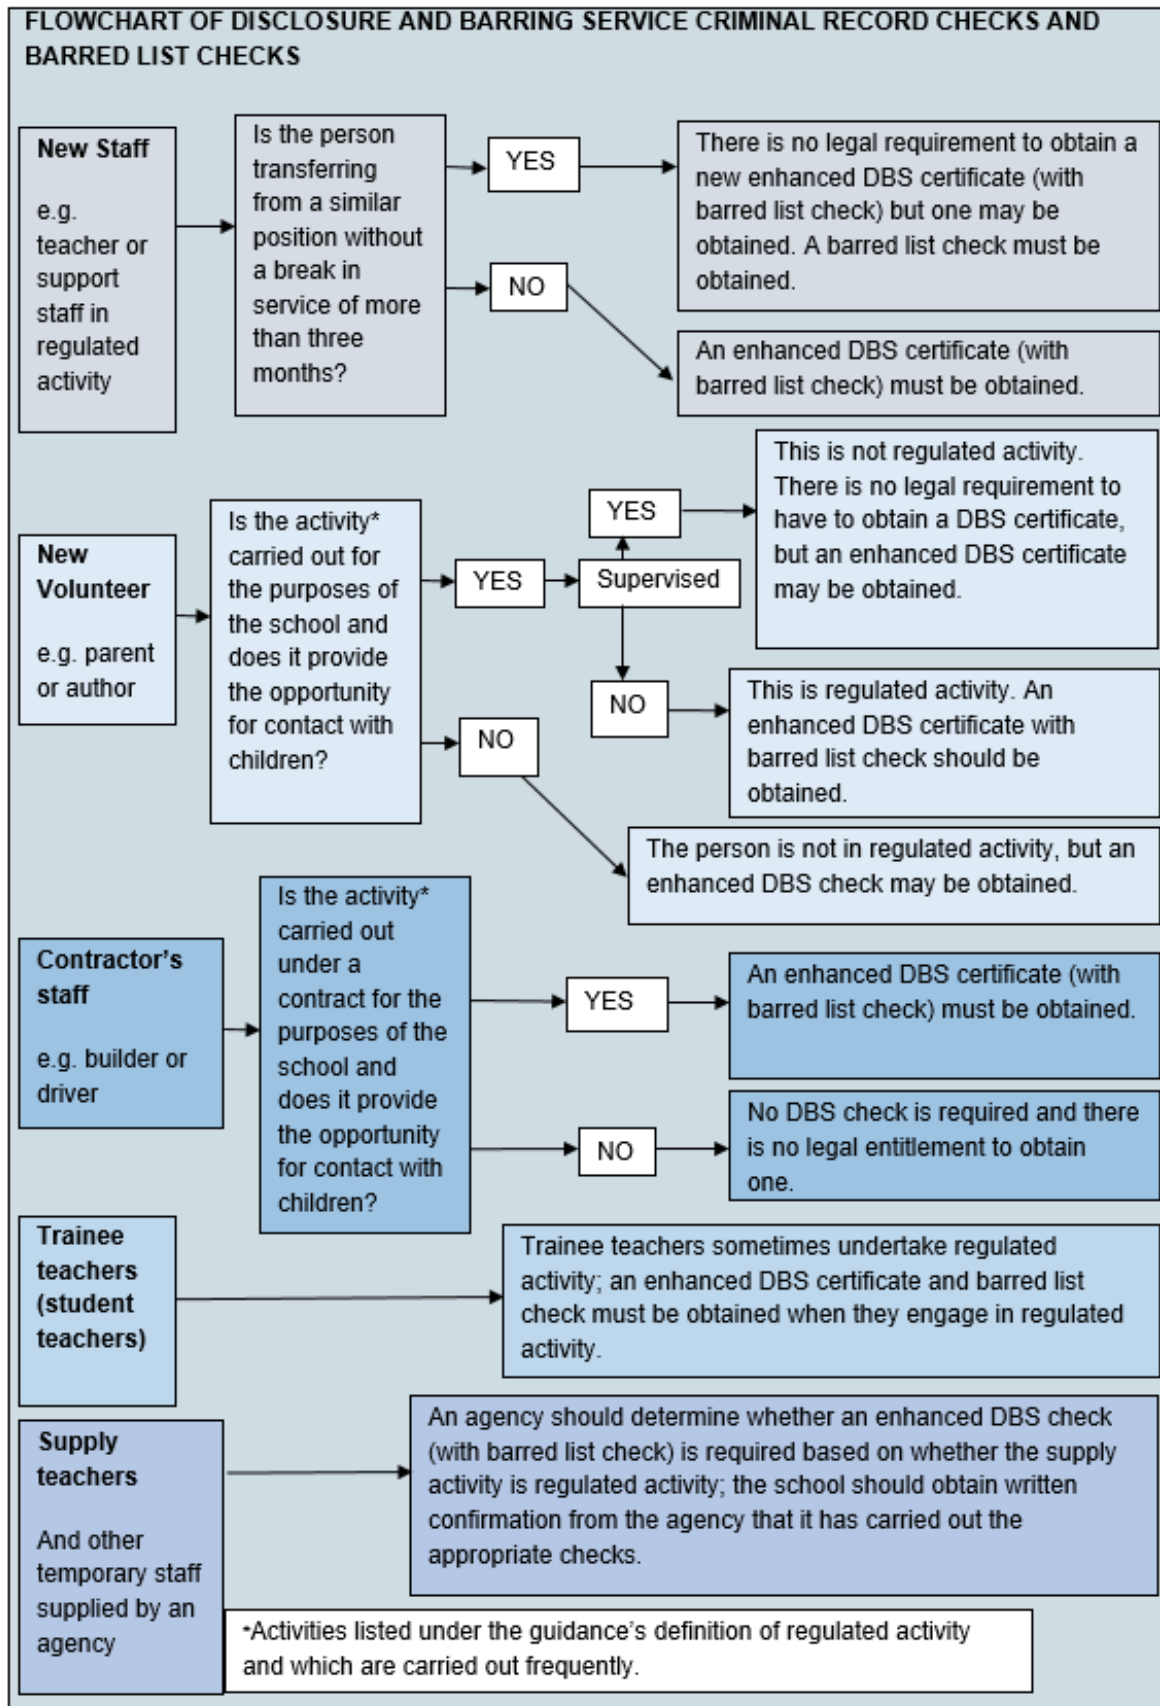 FLOWCHART OF DISCLOSURE AND BARRING SERVICE CRIMINAL RECORD CHECKS AND
BARRED LIST CHECKS
New Staff
e.g.
teacher or
support
staff in
regulated
activity
Is the person
transferring
from a similar
position without
a break in
service of more
than three
months?
YES
There is no legal requirement to obtain a
new enhanced DBS certificate (with
barred list check) but one may be
obtained. A barred list check must be
obtained.
NO
An enhanced DBS certificate (with
barred list check) must be obtained.
New
Volunteer
e.g. parent
or author
Is the activity*
carried out for
the purposes of
the school and
does it provide
the opportunity
for contact with
children?
YES
Supervised
YES
This is not regulated activity.
There is no legal requirement to
have to obtain a DBS certificate,
but an enhanced DBS certificate
may be obtained.
NO
This is regulated activity. An
enhanced DBS certificate with
barred list check should be
obtained.
NO
The person is not in regulated activity, but an
enhanced DBS check may be obtained.
Contractor’s
staff
e.g. builder or
driver
Is the activity*
carried out
under a
contract for the
purposes of the
school and
does it provide
the opportunity
for contact with
children?
YES
An enhanced DBS certificate (with
barred list check) must be obtained.
NO
No DBS check is required and there
is no legal entitlement to obtain
one.
Trainee
teachers
(student
teachers)
Trainee teachers sometimes undertake regulated
activity; an enhanced DBS certificate and barred list
check must be obtained when they engage in regulated
activity.
Supply
teachers
And other
temporary staff
supplied by an
agency
An agency should determine whether an enhanced DBS check
(with barred list check) is required based on whether the supply
activity is regulated activity; the school should obtain written
confirmation from the agency that it has carried out the
appropriate checks.
*Activities listed under the guidance’s definition of regulated activity
and which are carried out frequently.